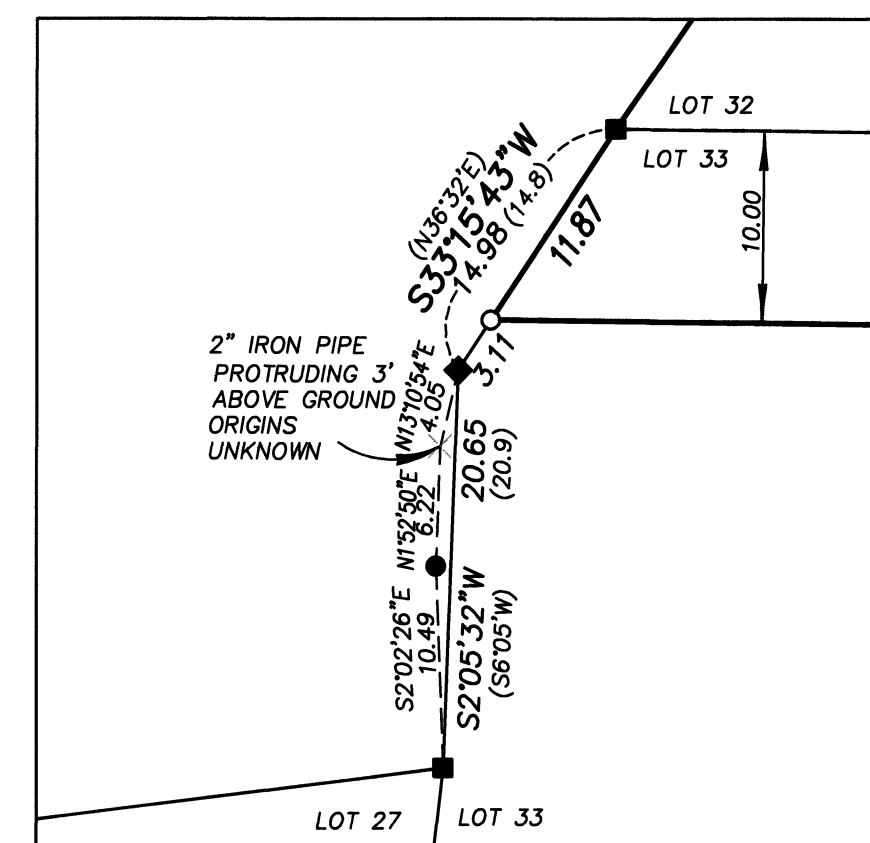 LOT 32
LOT 33
10.00
(N36°32'E)
S33°15'43"W
14.98 (14.8)
11.87
3.11
2" IRON PIPE
PROTRUDING 3'
ABOVE GROUND
ORIGINS
UNKNOWN
N13°10'54"E
4.05
20.65
(20.9)
N1°52'50"E
6.22
S2°02'26"E
10.49
S2°05'32"W
(S6°05'W)
LOT 27
LOT 33